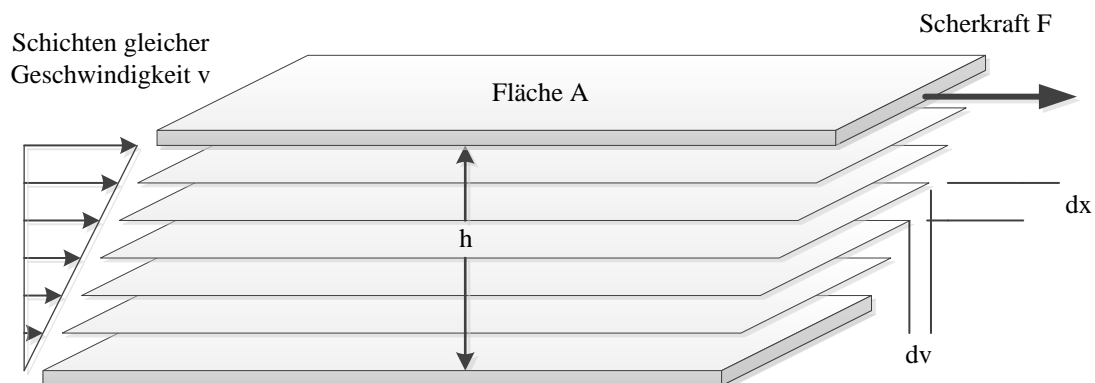 Schichten gleicher
Geschwindigkeit v
Scherkraft F
Fläche A
h
dx
dv